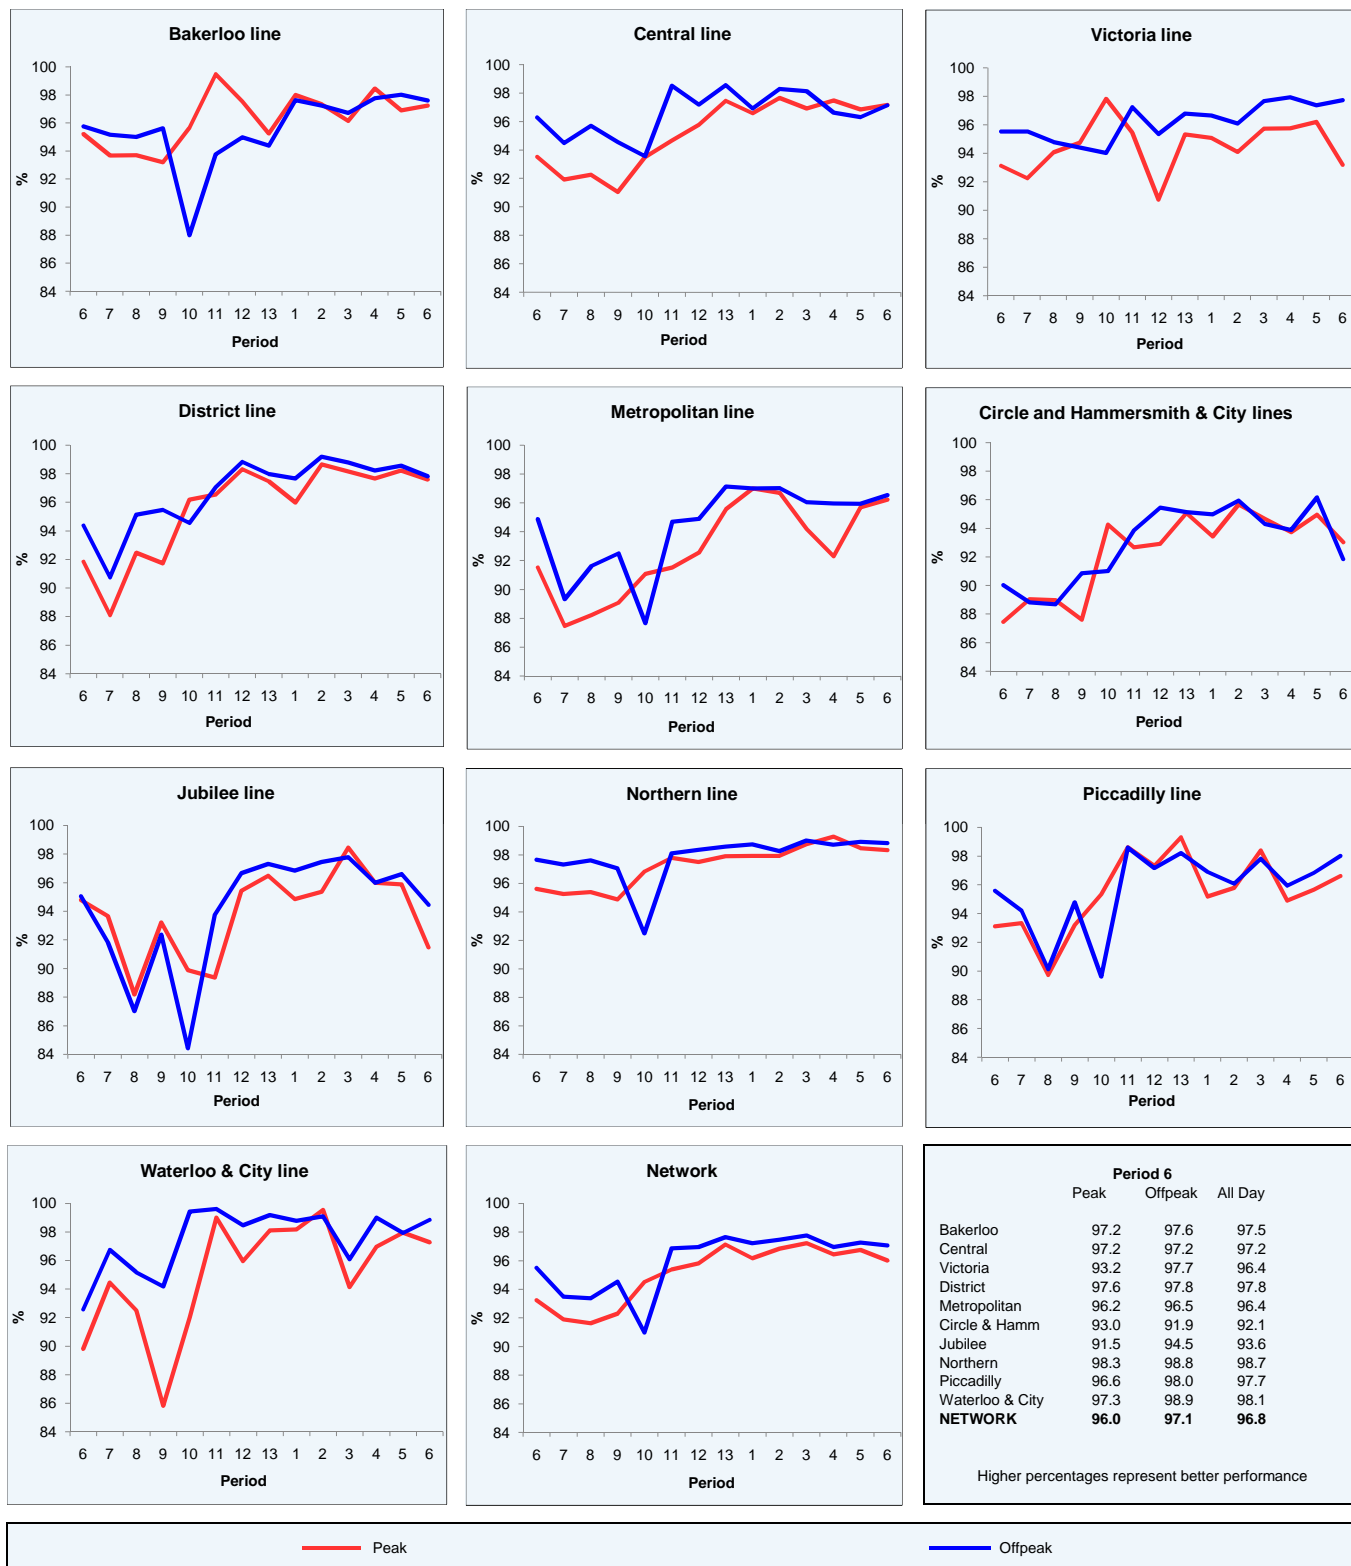 Bakerloo line
100
98
96
94
92
90
88
86
84
%
6 7 8 9 10 11 12 13 1 2 3 4 5 6
Period
Central line
100
98
96
94
92
90
88
86
84
%
6 7 8 9 10 11 12 13 1 2 3 4 5 6
Period
Victoria line
100
98
96
94
92
90
88
86
84
%
6 7 8 9 10 11 12 13 1 2 3 4 5 6
Period
District line
100
98
96
94
92
90
88
86
84
%
6 7 8 9 10 11 12 13 1 2 3 4 5 6
Period
Metropolitan line
100
98
96
94
92
90
88
86
84
%
6 7 8 9 10 11 12 13 1 2 3 4 5 6
Period
Circle and Hammersmith & City lines
100
98
96
94
92
90
88
86
84
%
6 7 8 9 10 11 12 13 1 2 3 4 5 6
Period
Jubilee line
100
98
96
94
92
90
88
86
84
%
6 7 8 9 10 11 12 13 1 2 3 4 5 6
Period
Northern line
100
98
96
94
92
90
88
86
84
%
6 7 8 9 10 11 12 13 1 2 3 4 5 6
Period
Piccadilly line
100
98
96
94
92
90
88
86
84
%
6 7 8 9 10 11 12 13 1 2 3 4 5 6
Period
Waterloo & City line
100
98
96
94
92
90
88
86
84
%
6 7 8 9 10 11 12 13 1 2 3 4 5 6
Period
Network
100
98
96
94
92
90
88
86
84
%
6 7 8 9 10 11 12 13 1 2 3 4 5 6
Period
Period 6
Peak Offpeak All Day
Bakerloo 97.2 97.6 97.5
Central 97.2 97.2 97.2
Victoria 93.2 97.7 96.4
District 97.6 97.8 97.8
Metropolitan 96.2 96.5 96.4
Circle & Hamm 93.0 91.9 92.1
Jubilee 91.5 94.5 93.6
Northern 98.3 98.8 98.7
Piccadilly 96.6 98.0 97.7
Waterloo & City 97.3 98.9 98.1
NETWORK 96.0 97.1 96.8
Higher percentages represent better performance
Peak Offpeak